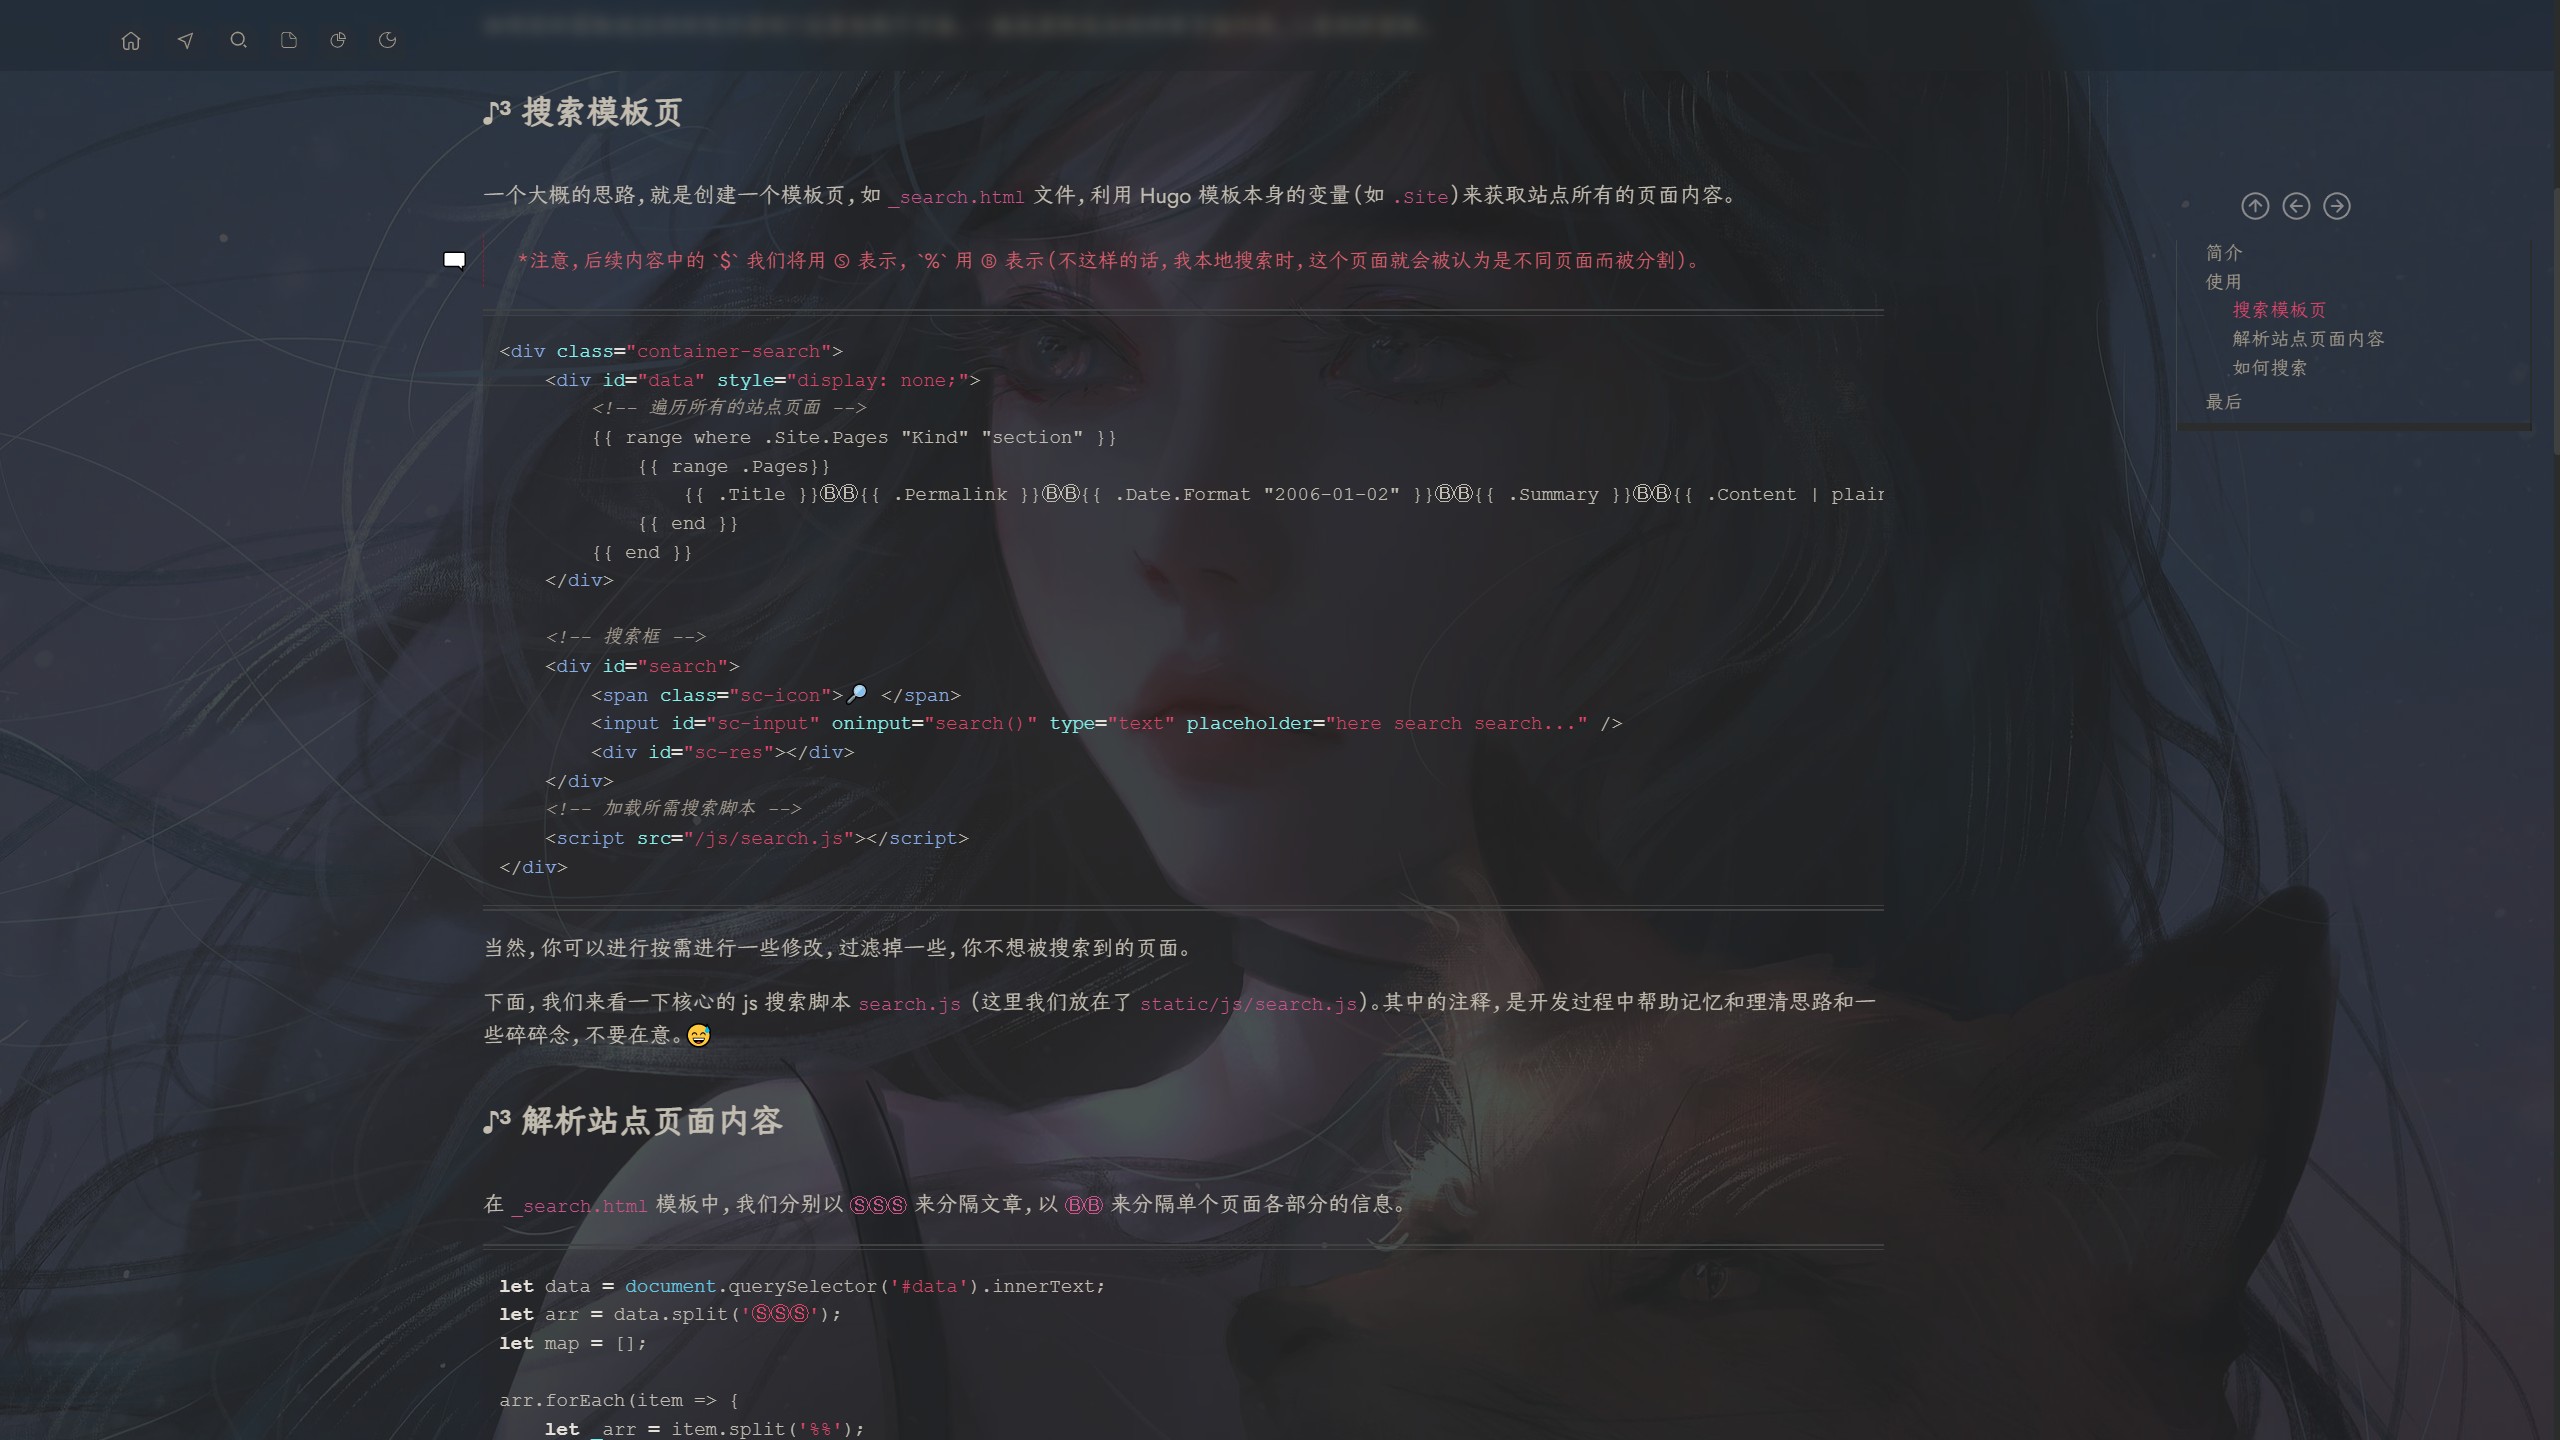 ♪³ 搜索模板页
一个大概的思路,就是创建一个模板页,如 _search.html 文件,利用 Hugo 模板本身的变量(如 .Site)来获取站点所有的页面内容。
*注意,后续内容中的 `$` 我们将用 Ⓢ 表示, `%` 用 Ⓑ 表示(不这样的话,我本地搜索时,这个页面就会被认为是不同页面而被分割)。
<div class="container-search">
    <div id="data" style="display: none;">
        <!-- 遍历所有的站点页面 -->
        {{ range where .Site.Pages "Kind" "section" }}
            {{ range .Pages}}
                {{ .Title }}ⒷⒷ{{ .Permalink }}ⒷⒷ{{ .Date.Format "2006-01-02" }}ⒷⒷ{{ .Summary }}ⒷⒷ{{ .Content | plain
            {{ end }}
        {{ end }}
    </div>
    <!-- 搜索框 -->
    <div id="search">
        <span class="sc-icon">🔎 </span>
        <input id="sc-input" oninput="search()" type="text" placeholder="here search search..." />
        <div id="sc-res"></div>
    </div>
    <!-- 加载所需搜索脚本 -->
    <script src="/js/search.js"></script>
</div>
当然,你可以进行按需进行一些修改,过滤掉一些,你不想被搜索到的页面。
下面,我们来看一下核心的 js 搜索脚本 search.js (这里我们放在了 static/js/search.js)。其中的注释,是开发过程中帮助记忆和理清思路和一
些碎碎念,不要在意。😅
♪³ 解析站点页面内容
在 _search.html 模板中,我们分别以 ⓈⓈⓈ 来分隔文章,以 ⒷⒷ 来分隔单个页面各部分的信息。
let data = document.querySelector('#data').innerText;
let arr = data.split('ⓈⓈⓈ');
let map = [];
arr.forEach(item => {
    let _arr = item.split('%%');
简介
使用
搜索模板页
解析站点页面内容
如何搜索
最后